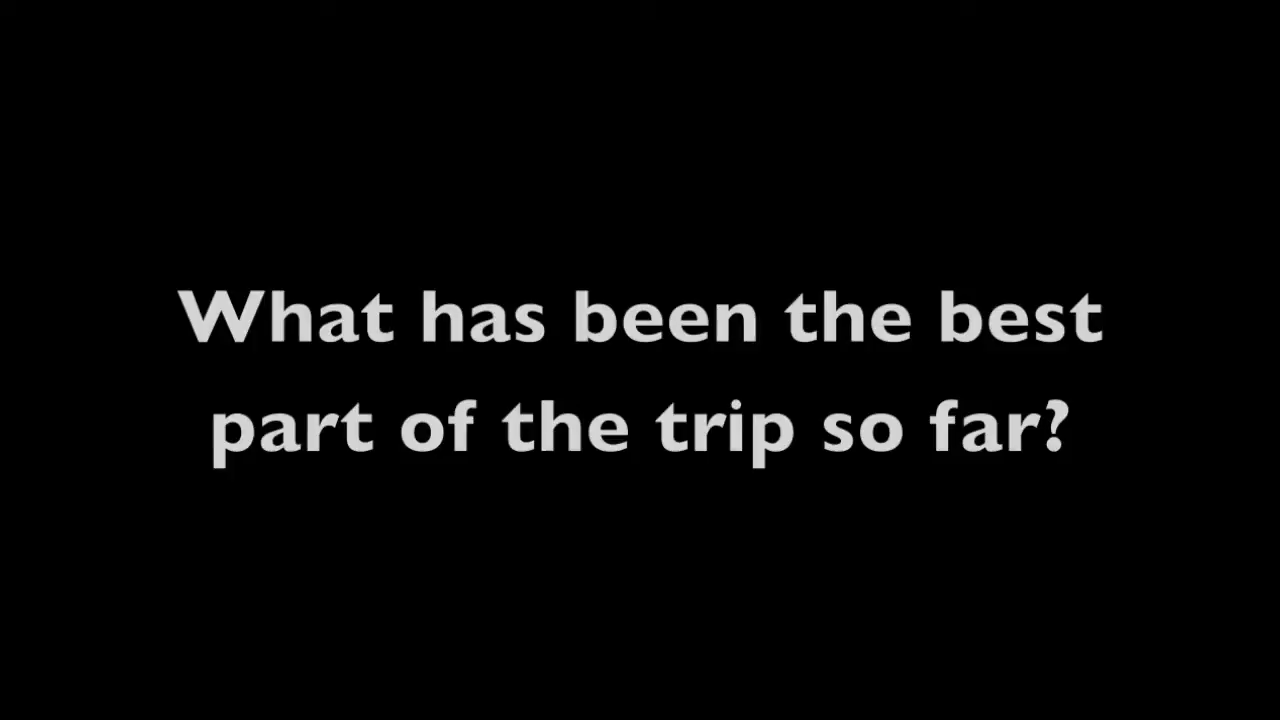 What has been the best
part of the trip so far?